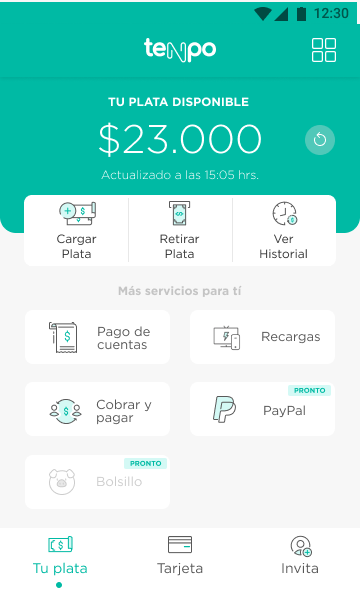 12:30
tenpo
TU PLATA DISPONIBLE
$23.000
Actualizado a las 15:05 hrs.
Cargar
Plata
Retirar
Plata
Ver
Historial
Más servicios para tí
Pago de
cuentas
Recargas
Cobrar y
pagar
PRONTO
PayPal
PRONTO
Bolsillo
Tu plata
Tarjeta
Invita